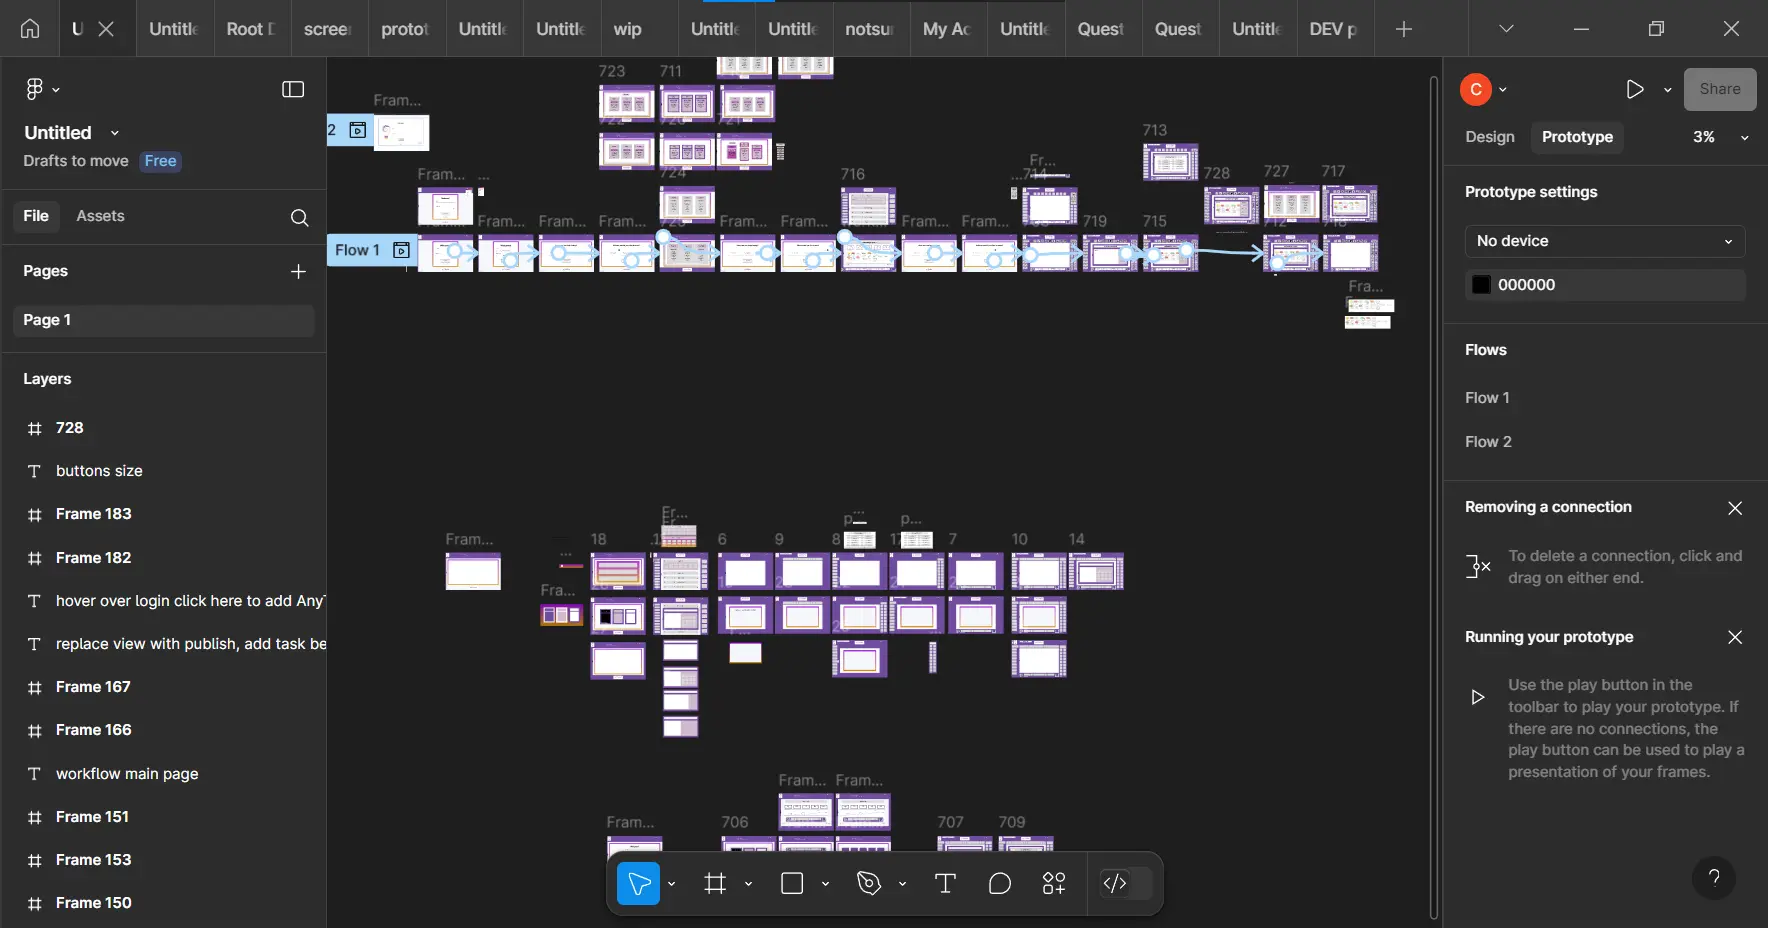 U
Untitle
Root D
screer
protot
Untitle
Untitle
wip
Untitle
Untitle
notsur
My Ac
Untitle
Quest
Quest
Untitle
DEV p
Untitled
Drafts to move Free
File Assets
Pages
Page 1
Layers
728
buttons size
Frame 183
Frame 182
hover over login click here to add Any
replace view with publish, add task be
Frame 167
Frame 166
workflow main page
Frame 151
Frame 153
Frame 150
723 711
Fram...
2
713
Fram... ... 724 716 Fr... 714 728 727 717
Fram... Fram... Fram... Fram... Fram... Fram... Fram... 719 715
Flow 1
Fra...
Fr...
p... p...
Fram... 18 6 9 8 7 10 14
...
Fra...
Fram... Fram...
Fram... 706 707 709
C
Share
Design Prototype 3%
Prototype settings
No device
000000
Flows
Flow 1
Flow 2
Removing a connection
To delete a connection, click and
drag on either end.
Running your prototype
Use the play button in the
toolbar to play your prototype. If
there are no connections, the
play button can be used to play a
presentation of your frames.
?